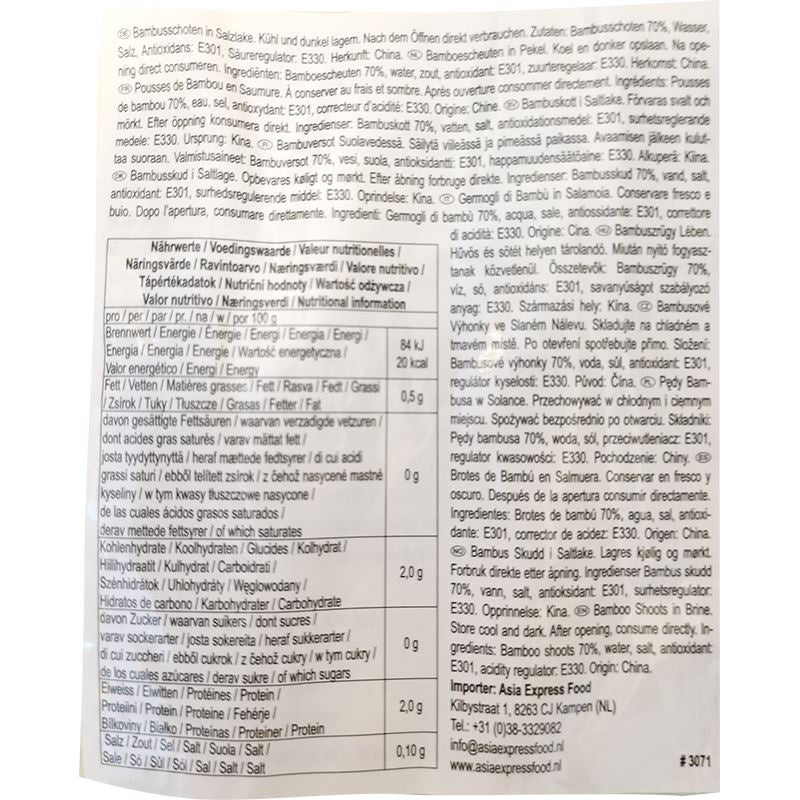 DE Bambusschoten in Salzlake. Kühl und dunkel lagern. Nach dem Öffnen direkt verbrauchen. Zutaten: Bambusschoten 70%, Wasser,
Salz, Antioxidans: E301, Säureregulator: E330. Herkunft: China. NL Bamboescheuten in Pekel. Koel en donker opslaan. Na ope-
ning direct consumeren. Ingrediënten: Bamboescheuten 70%, water, zout, antioxidant: E301, zuurteregelaar: E330. Herkomst: China.
FR Pousses de Bambou en Saumure. À conserver au frais et sombre. Après ouverture consommer directement. Ingrédients: Pousses
de bambou 70%, eau, sel, antioxydant: E301, correcteur d'acidité: E330. Origine: Chine. SV Bambuskott i Saltlake. Förvaras svalt och
mörkt. Efter öppning konsumera direkt. Ingredienser: Bambuskott 70%, vatten, salt, antioxidationsmedel: E301, surhetsreglerande
medele: E330. Ursprung: Kina. FI Bambuversot Suolavedessä. Säilytä viileässä ja pimeässä paikassa. Avaamisen jälkeen kulut-
taa suoraan. Valmistusaineet: Bambuversot 70%, vesi, suola, antioksidantti: E301, happamuudensäätöaine: E330. Alkuperä: Kiina.
DK Bambusskud i Saltlage. Opbevares køligt og mørkt. Efter åbning forbruge direkte. Ingredienser: Bambusskud 70%, vand, salt,
antioxidant: E301, surhedsregulerende middel: E330. Oprindelse: Kina. IT Germogli di Bambù in Salamoia. Conservare fresco e
buio. Dopo l'apertura, consumare direttamente. Ingredienti: Germogli di bambù 70%, acqua, sale, antiossidante: E301, correttore
di acidità: E330. Origine: Cina. HU Bambuszrügy Lében.
Hűvös és sötét helyen tárolandó. Miután nyitó fogyasz-
tanak közvetlenül. Összetevők: Bambuszrügy 70%,
víz, só, antioxidáns: E301, savanyúságot szabályozó
anyag: E330. Származási hely: Kína. CZ Bambusové
Výhonky ve Slaném Nálevu. Skladujte na chladném a
tmavém místě. Po otevření spotřebujte přímo. Složení:
Bambusové výhonky 70%, voda, sůl, antioxidant: E301,
regulátor kyselosti: E330. Původ: Čína. PL Pędy Bam-
busa w Solance. Przechowywać w chłodnym i ciemnym
miejscu. Spożywać bezpośrednio po otwarciu. Składniki:
Pędy bambusa 70%, woda, sól, przeciwutleniacz: E301,
regulator kwasowości: E330. Pochodzenie: Chiny. ES
Brotes de Bambú en Salmuera. Conservar en fresco y
oscuro. Después de la apertura consumir directamente.
Ingredientes: Brotes de bambú 70%, agua, sal, antioxi-
dante: E301, corrector de acidez: E330. Origen: China.
NO Bambus Skudd i Saltlake. Lagres kjølig og mørkt.
Forbruk direkte etter åpning. Ingredienser Bambus skudd
70%, vann, salt, antioksidant: E301, surhetsregulator:
E330. Opprinnelse: Kina. EN Bamboo Shoots in Brine.
Store cool and dark. After opening, consume directly. In-
gredients: Bamboo shoots 70%, water, salt, antioxidant:
E301, acidity regulator: E330. Origin: China.
Importer: Asia Express Food
Kilbystraat 1, 8263 CJ Kampen (NL)
Tel.: +31 (0)38-3329082
info@asiaexpressfood.nl
www.asiaexpressfood.nl
# 3071
Nährwerte / Voedingswaarde / Valeur nutritionelles /
Näringsvärde / Ravintoarvo / Næringsværdi / Valore nutritivo /
Tápértékadatok / Nutriční hodnoty / Wartość odżywcza /
Valor nutritivo / Næringsverdi / Nutritional information
pro / per / par / pr. / na / w / por 100 g
Brennwert / Energie / Énergie / Energi / Energia / Energi /
Energia / Energia / Energie / Wartość energetyczna /
Valor energético / Energi / Energy
84 kJ
20 kcal
Fett / Vetten / Matières grasses / Fett / Rasva / Fedt / Grassi
/ Zsírok / Tuky / Tłuszcze / Grasas / Fetter / Fat
0,5 g
davon gesättigte Fettsäuren / waarvan verzadigde vetzuren /
dont acides gras saturés / varav mättat fett /
josta tyydyttynyttä / heraf mættede fedtsyrer / di cui acidi
grassi saturi / ebből telített zsírok / z čehož nasycené mastné
kyseliny / w tym kwasy tłuszczowe nasycone /
de las cuales ácidos grasos saturados /
derav mettede fettsyrer / of which saturates
0 g
Kohlenhydrate / Koolhydraten / Glucides / Kolhydrat /
Hiilihydraatit / Kulhydrat / Carboidrati /
Szénhidrátok / Uhlohydráty / Węglowodany /
Hidratos de carbono / Karbohydrater / Carbohydrate
2,0 g
davon Zucker / waarvan suikers / dont sucres /
varav sockerarter / josta sokereita / heraf sukkerarter /
di cui zuccheri / ebből cukrok / z čehož cukry / w tym cukry /
de los cuales azúcares / derav sukre / of which sugars
0 g
Eiweiss / Eiwitten / Protéines / Protein /
Proteiini / Protein / Proteine / Fehérje /
Bílkoviny / Białko / Proteínas / Proteiner / Protein
2,0 g
Salz / Zout / Sel / Salt / Suola / Salt /
Sale / Só / Sůl / Sól / Sal / Salt / Salt
0,10 g